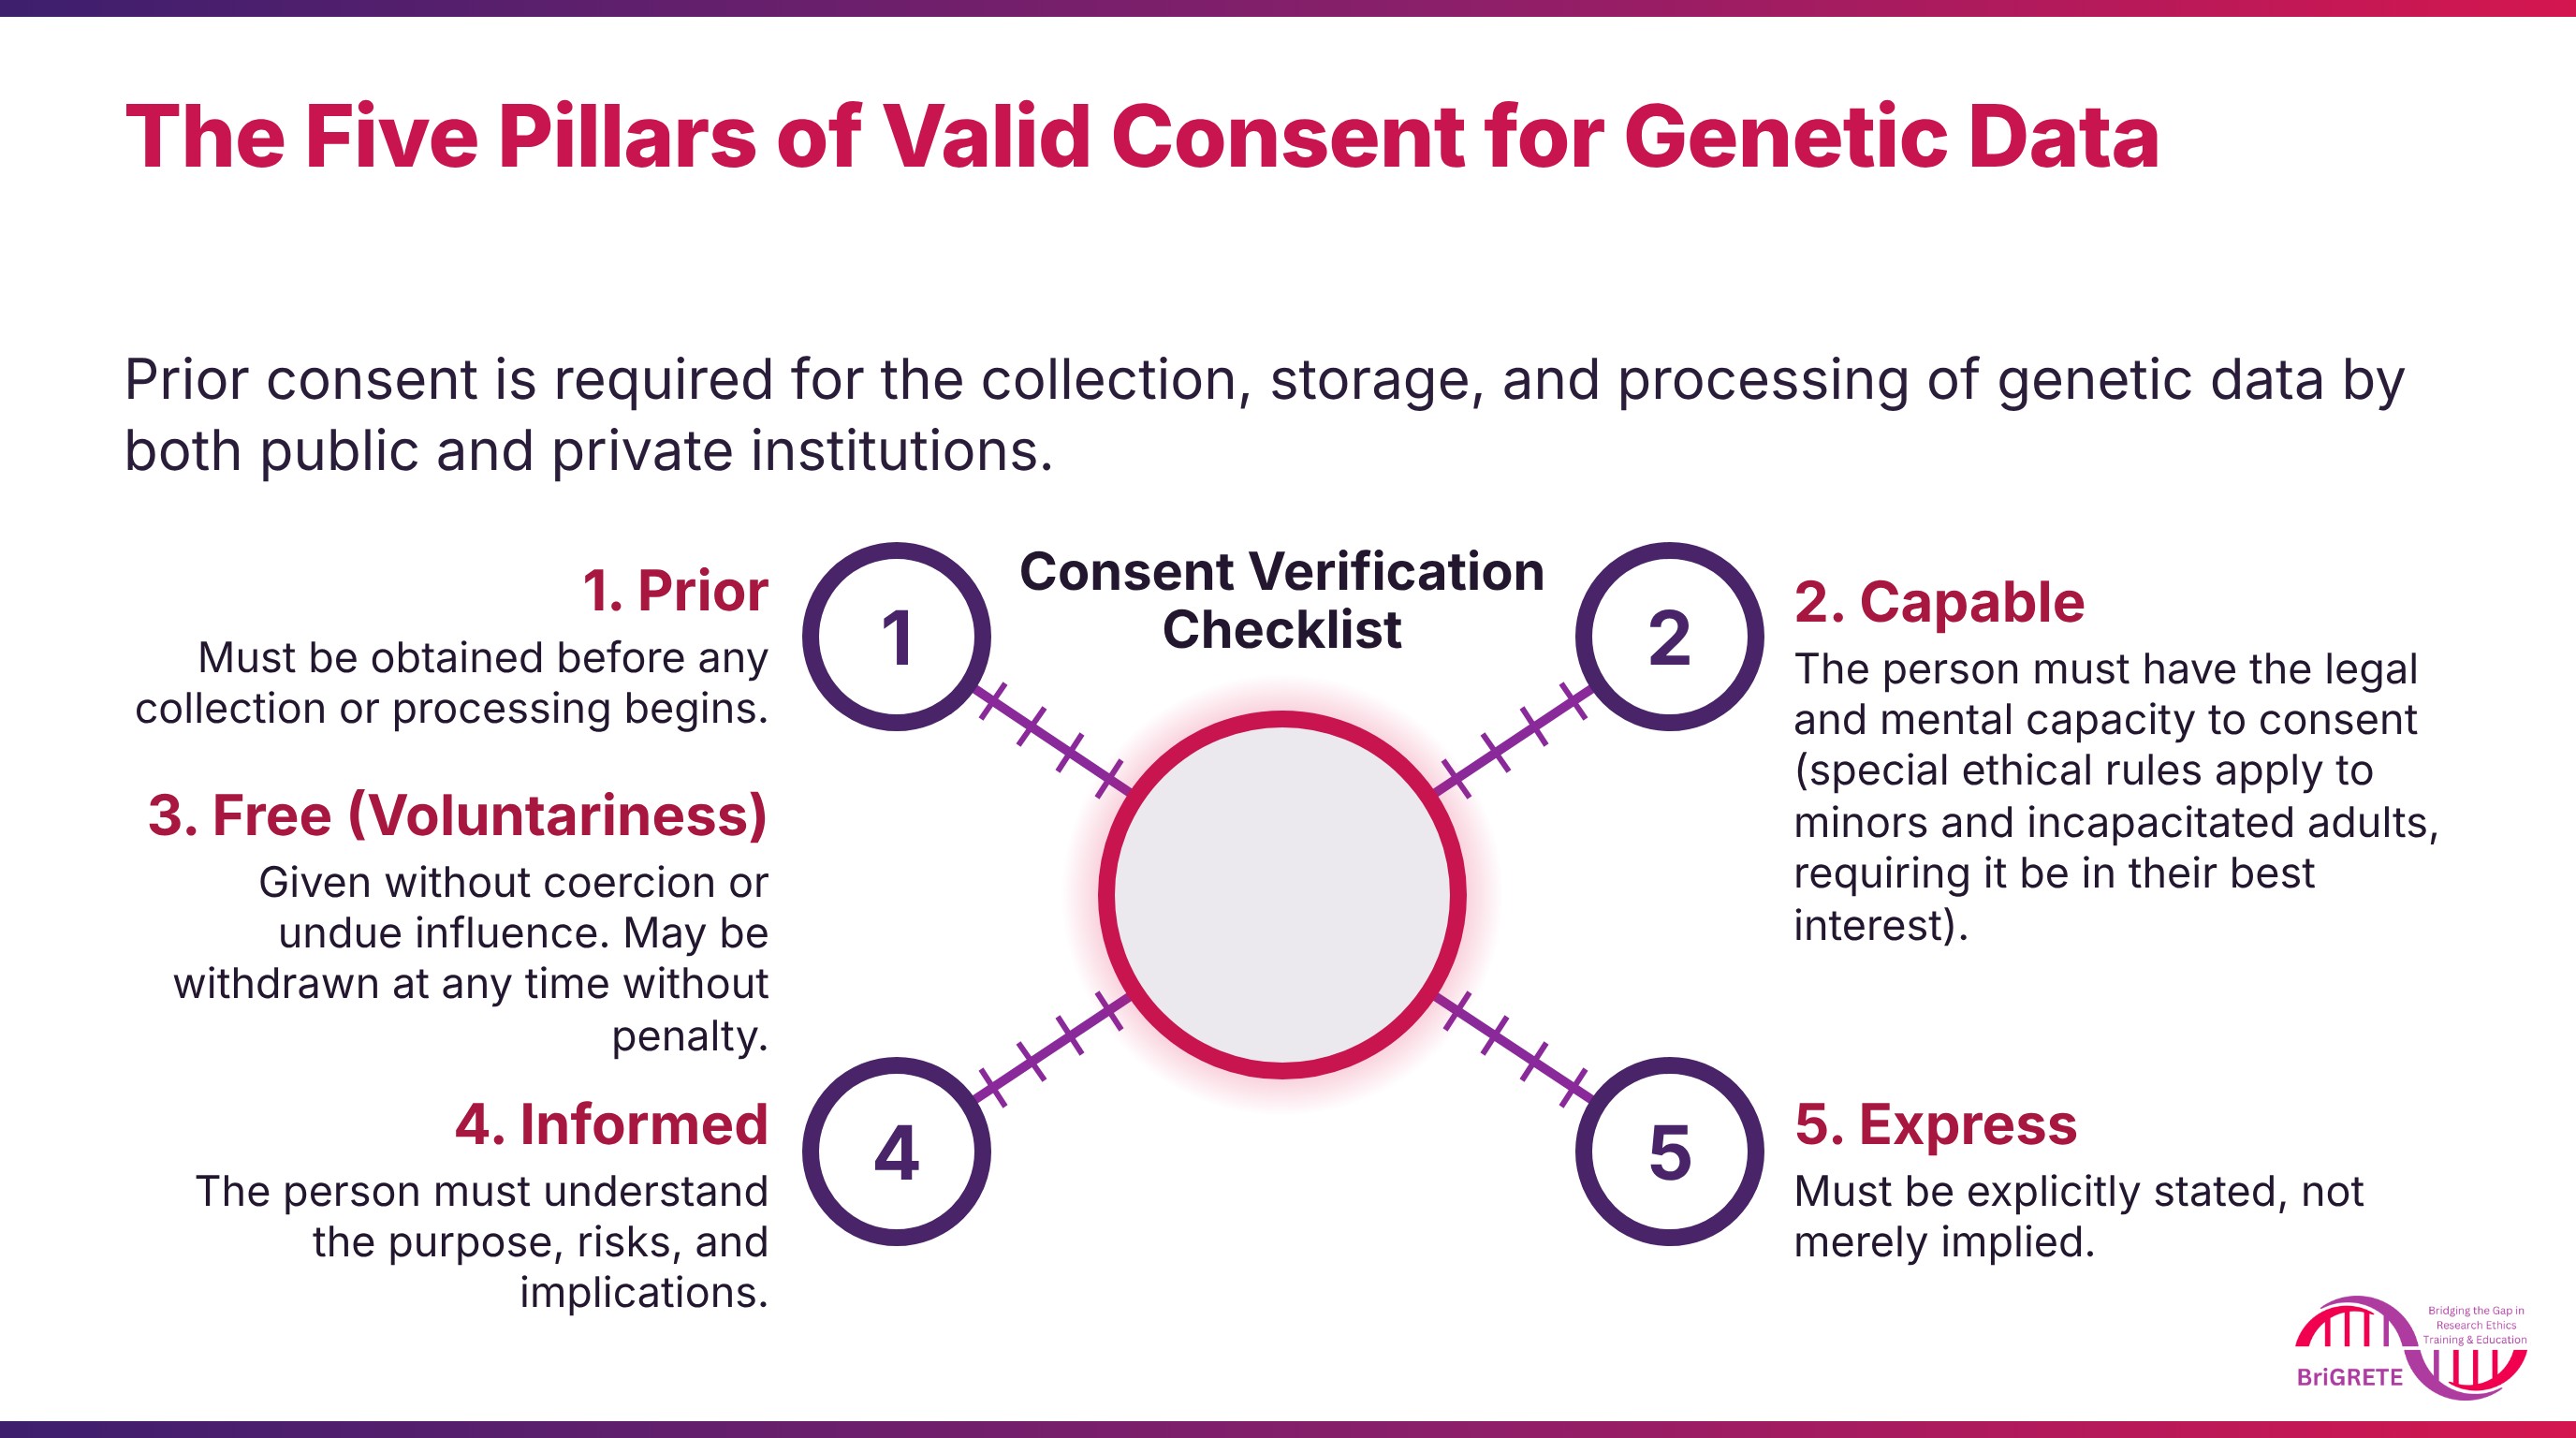 The Five Pillars of Valid Consent for Genetic Data
Prior consent is required for the collection, storage, and processing of genetic data by
both public and private institutions.
Consent Verification
Checklist
1. Prior
Must be obtained before any
collection or processing begins.
1
2
2. Capable
The person must have the legal
and mental capacity to consent
(special ethical rules apply to
minors and incapacitated adults,
requiring it be in their best
interest).
3. Free (Voluntariness)
Given without coercion or
undue influence. May be
withdrawn at any time without
penalty.
4. Informed
The person must understand
the purpose, risks, and
implications.
4
5
5. Express
Must be explicitly stated, not
merely implied.
Bridging the Gap in
Research Ethics
Training & Education
BriGRETE